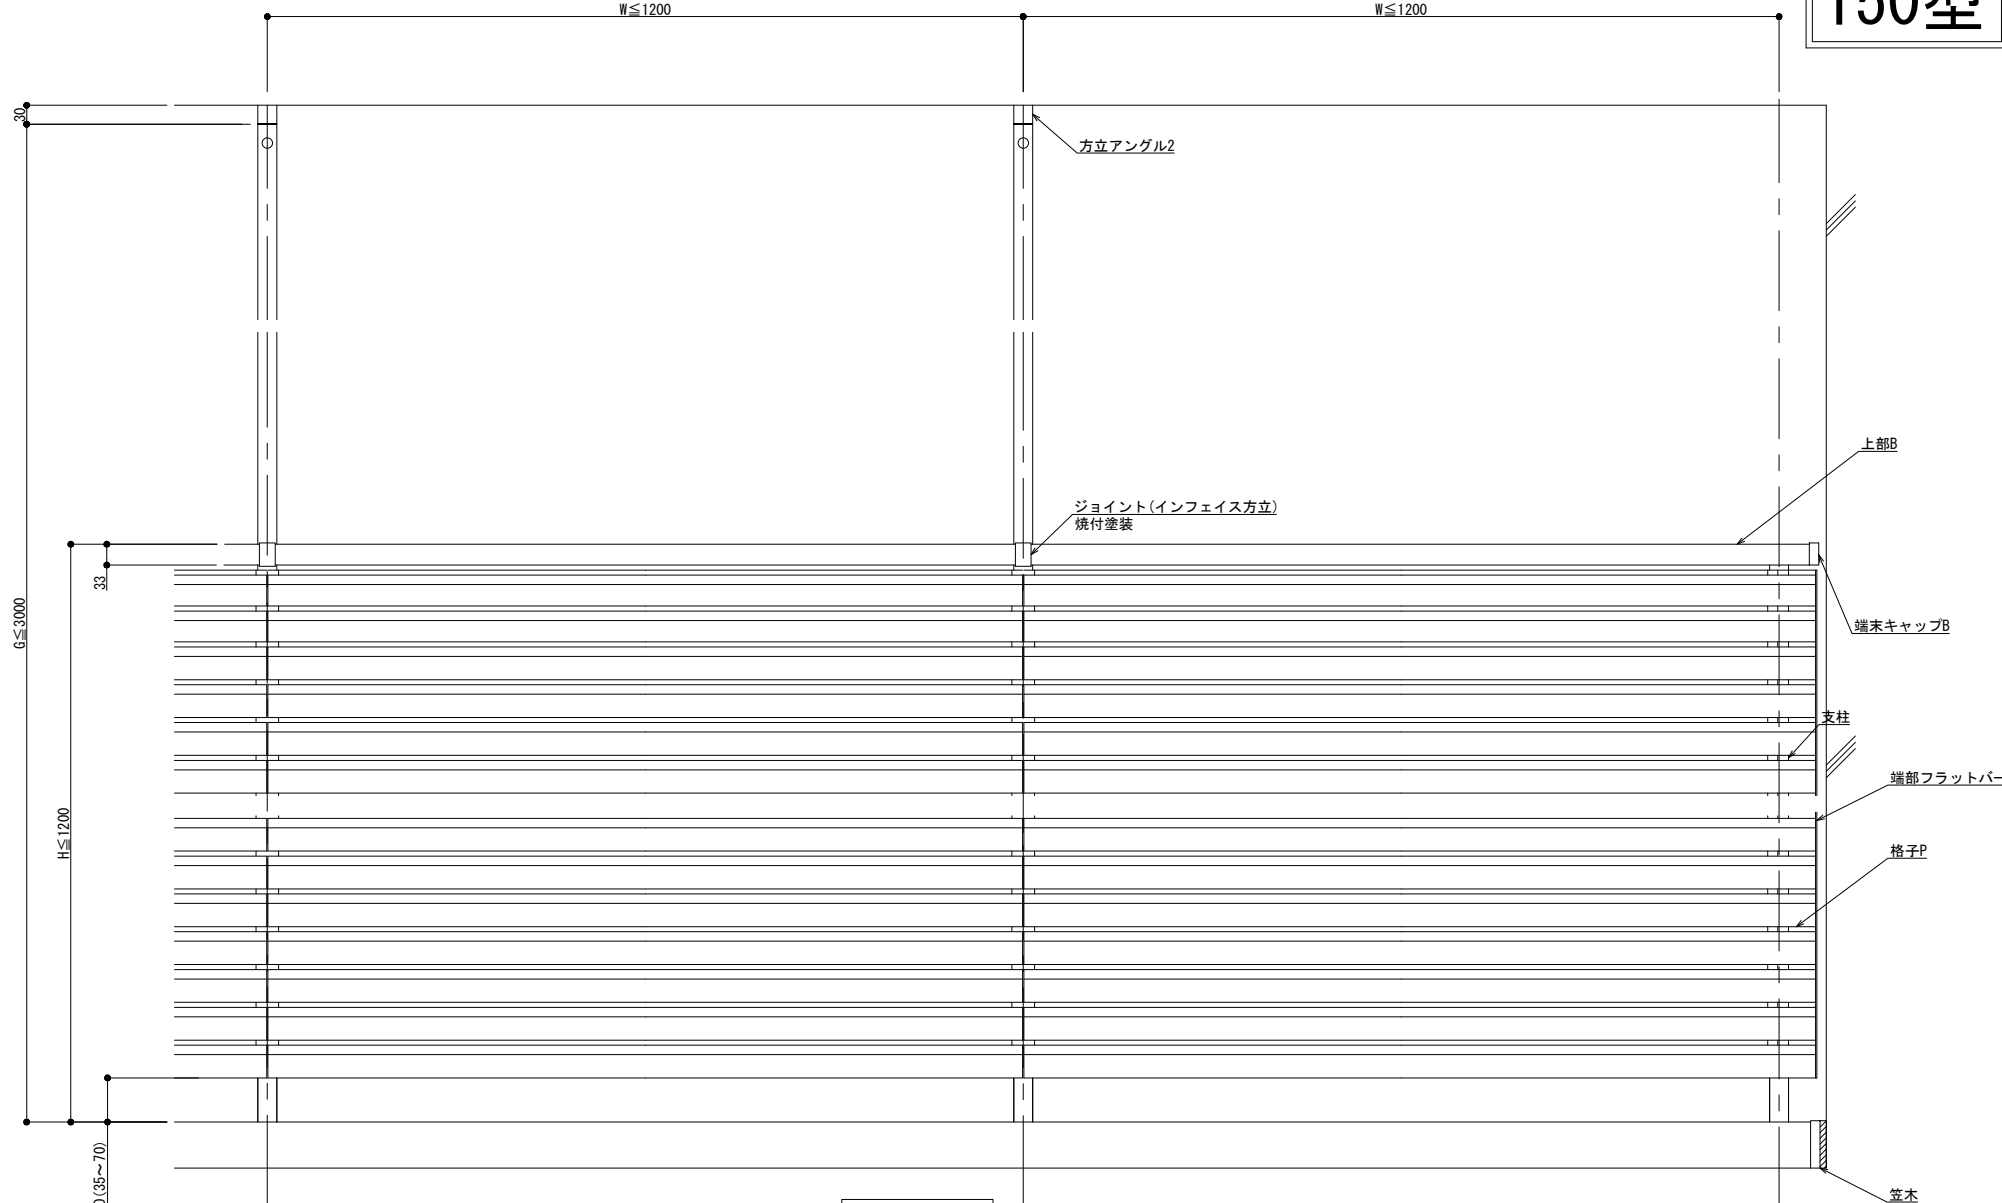 W≦1200
W≦1200
150型
30
方立アングル2
上部B
ジョイント(インフェイス方立)
焼付塗装
33
G≦3000
端末キャップB
支柱
端部フラットバー
H≦1200
格子P
(35~70)
笠木